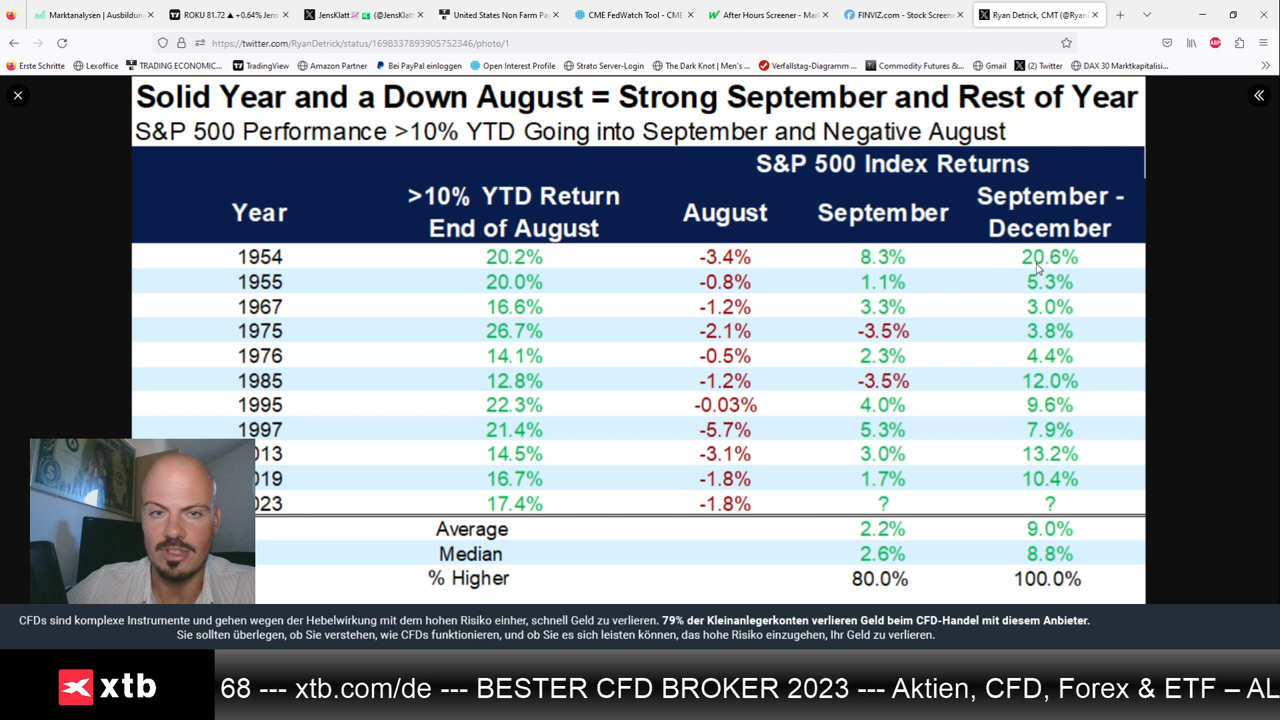 Marktanalysen | Ausbildung
ROKU 81.72 ▲ +0.64% Jens
JensKlatt (@JensKlatt
United States Non Farm Pa
CME FedWatch Tool - CME
After Hours Screener - Mar
FINVIZ.com - Stock Screene
Ryan Detrick, CMT (@Ryan
https://twitter.com/RyanDetrick/status/1698337893905752346/photo/1
Erste Schritte
Lexoffice
TRADING ECONOMIC...
TradingView
Amazon Partner
Bei PayPal einloggen
Open Interest Profile
Strato Server-Login
The Dark Knot | Men's ...
Verfallstag-Diagramm ...
Commodity Futures &...
Gmail
(2) Twitter
DAX 30 Marktkapitalisi...
Solid Year and a Down August = Strong September and Rest of Year
S&P 500 Performance >10% YTD Going into September and Negative August
S&P 500 Index Returns
Year
>10% YTD Return
End of August
August
September
September -
December
1954 20.2% -3.4% 8.3% 20.6%
1955 20.0% -0.8% 1.1% 5.3%
1967 16.6% -1.2% 3.3% 3.0%
1975 26.7% -2.1% -3.5% 3.8%
1976 14.1% -0.5% 2.3% 4.4%
1985 12.8% -1.2% -3.5% 12.0%
1995 22.3% -0.03% 4.0% 9.6%
1997 21.4% -5.7% 5.3% 7.9%
013 14.5% -3.1% 3.0% 13.2%
019 16.7% -1.8% 1.7% 10.4%
023 17.4% -1.8% ? ?
Average 2.2% 9.0%
Median 2.6% 8.8%
% Higher 80.0% 100.0%
CFDs sind komplexe Instrumente und gehen wegen der Hebelwirkung mit dem hohen Risiko einher, schnell Geld zu verlieren. 79% der Kleinanlegerkonten verlieren Geld beim CFD-Handel mit diesem Anbieter.
Sie sollten überlegen, ob Sie verstehen, wie CFDs funktionieren, und ob Sie es sich leisten können, das hohe Risiko einzugehen, Ihr Geld zu verlieren.
xtb
68 --- xtb.com/de --- BESTER CFD BROKER 2023 --- Aktien, CFD, Forex & ETF – AL